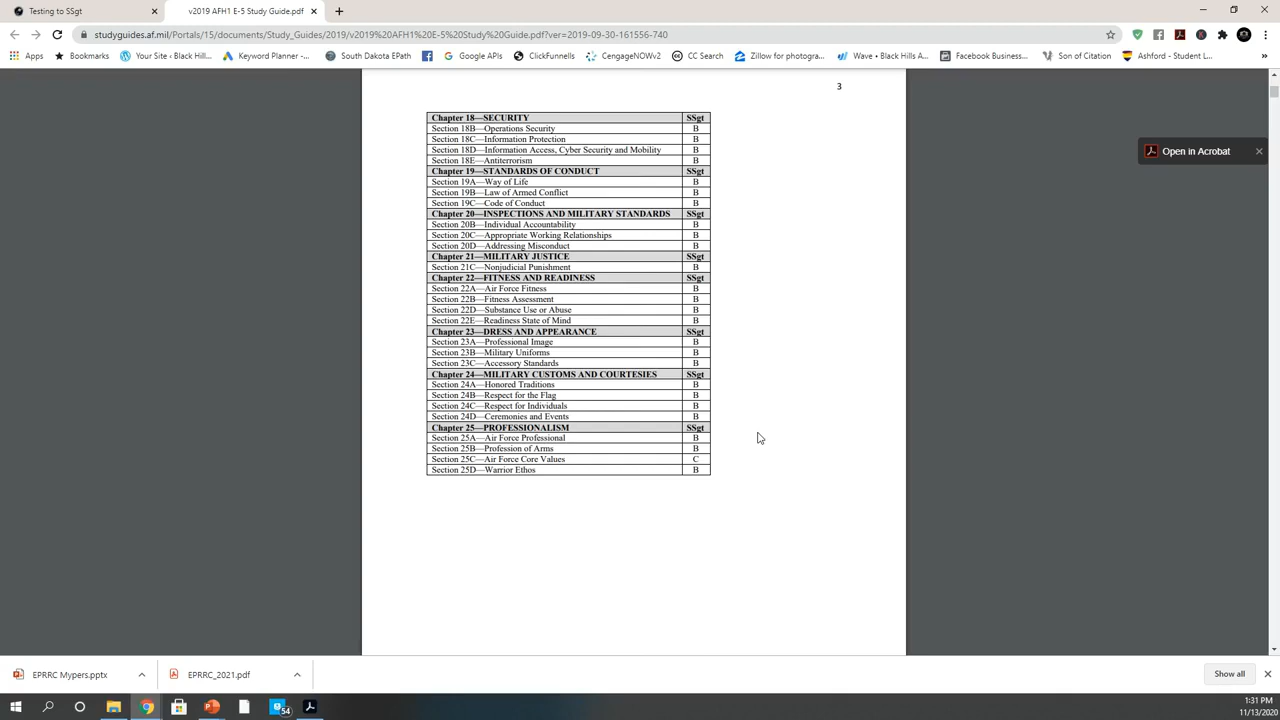 Testing to SSgt
v2019 AFH1 E-5 Study Guide.pdf
studyguides.af.mil/Portals/15/documents/Study_Guides/2019/v2019%20AFH1%20E-5%20Study%20Guide.pdf?ver=2019-09-30-161556-740
Apps Bookmarks Your Site ‹ Black Hill... Keyword Planner -... South Dakota EPath Google APIs ClickFunnels CengageNOWv2 CC Search Zillow for photogra... Wave • Black Hills A... Facebook Business... Son of Citation Ashford - Student L... »
3
Open in Acrobat
Chapter 18—SECURITY SSgt
Section 18B—Operations Security B
Section 18C—Information Protection B
Section 18D—Information Access, Cyber Security and Mobility B
Section 18E—Antiterrorism B
Chapter 19—STANDARDS OF CONDUCT SSgt
Section 19A—Way of Life B
Section 19B—Law of Armed Conflict B
Section 19C—Code of Conduct B
Chapter 20—INSPECTIONS AND MILITARY STANDARDS SSgt
Section 20B—Individual Accountability B
Section 20C—Appropriate Working Relationships B
Section 20D—Addressing Misconduct B
Chapter 21—MILITARY JUSTICE SSgt
Section 21C—Nonjudicial Punishment B
Chapter 22—FITNESS AND READINESS SSgt
Section 22A—Air Force Fitness B
Section 22B—Fitness Assessment B
Section 22D—Substance Use or Abuse B
Section 22E—Readiness State of Mind B
Chapter 23—DRESS AND APPEARANCE SSgt
Section 23A—Professional Image B
Section 23B—Military Uniforms B
Section 23C—Accessory Standards B
Chapter 24—MILITARY CUSTOMS AND COURTESIES SSgt
Section 24A—Honored Traditions B
Section 24B—Respect for the Flag B
Section 24C—Respect for Individuals B
Section 24D—Ceremonies and Events B
Chapter 25—PROFESSIONALISM SSgt
Section 25A—Air Force Professional B
Section 25B—Profession of Arms B
Section 25C—Air Force Core Values C
Section 25D—Warrior Ethos B
EPRRC Mypers.pptx EPRRC_2021.pdf Show all
54
1:31 PM
11/13/2020